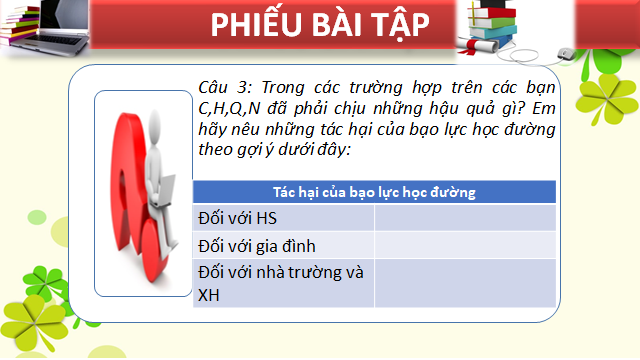 PHIẾU BÀI TẬP
Câu 3: Trong các trường hợp trên các bạn
C,H,Q,N đã phải chịu những hậu quả gì? Em
hãy nêu những tác hại của bạo lực học đường
theo gợi ý dưới đây:
Tác hại của bạo lực học đường
Đối với HS
Đối với gia đình
Đối với nhà trường và
XH